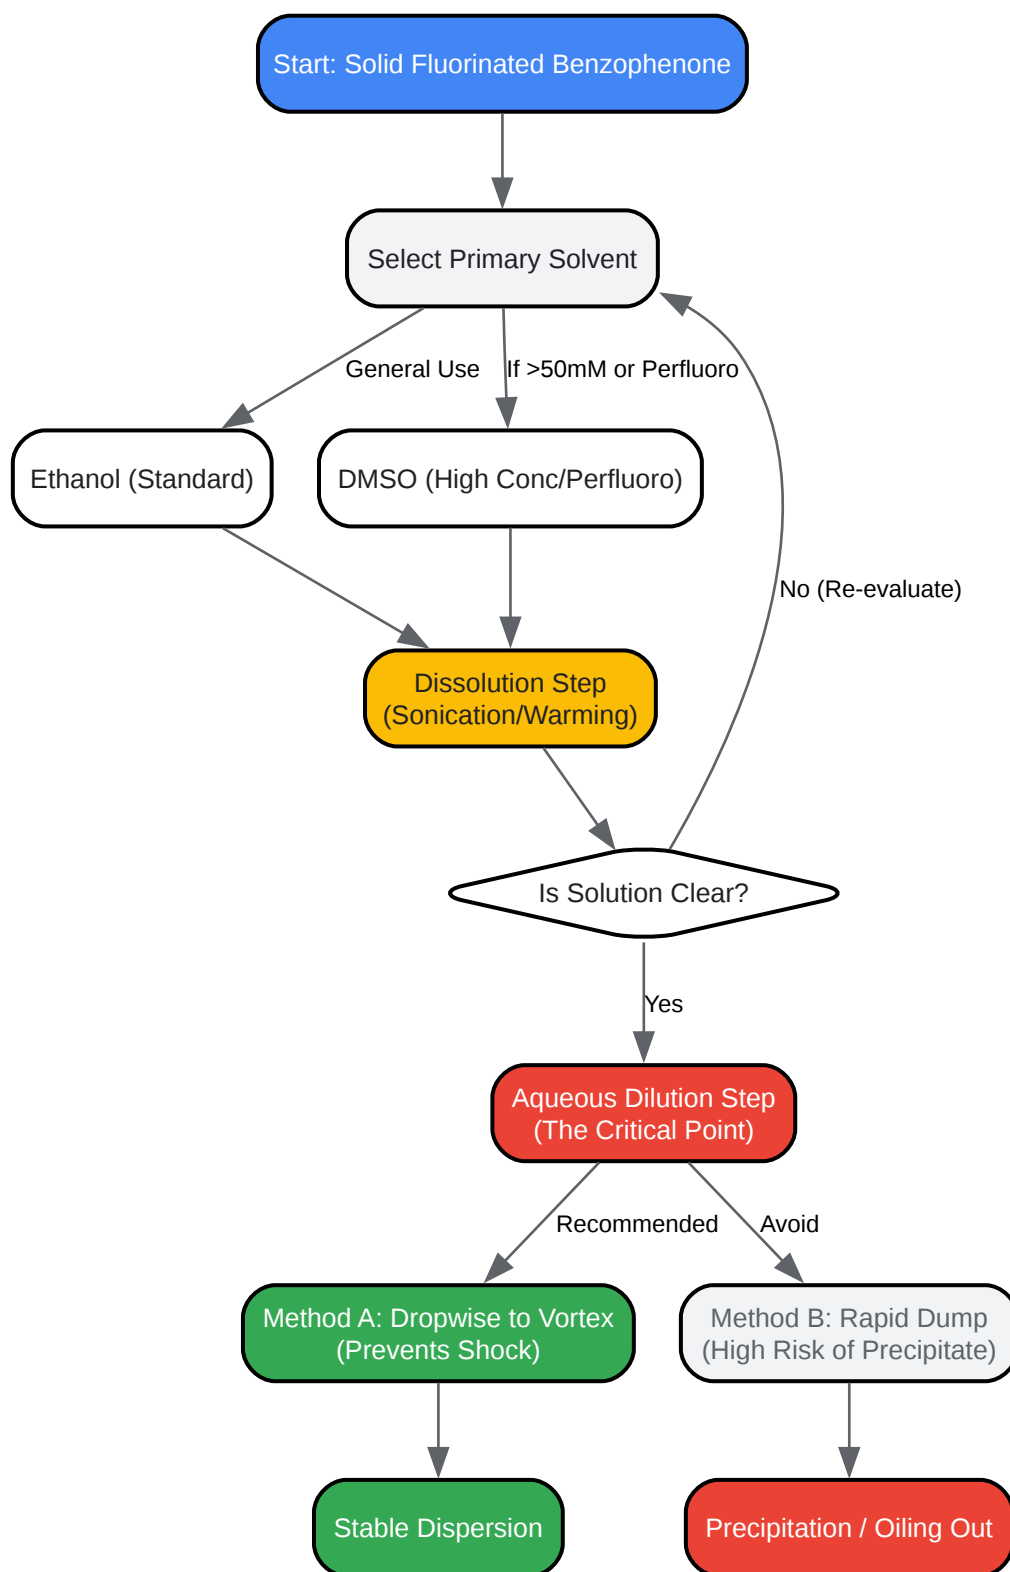 Start: Solid Fluorinated Benzophenone
Select Primary Solvent
General Use
If >50mM or Perfluoro
Ethanol (Standard)
DMSO (High Conc/Perfluoro)
No (Re-evaluate)
Dissolution Step
(Sonication/Warming)
Is Solution Clear?
Yes
Aqueous Dilution Step
(The Critical Point)
Recommended
Avoid
Method A: Dropwise to Vortex
(Prevents Shock)
Method B: Rapid Dump
(High Risk of Precipitate)
Stable Dispersion
Precipitation / Oiling Out